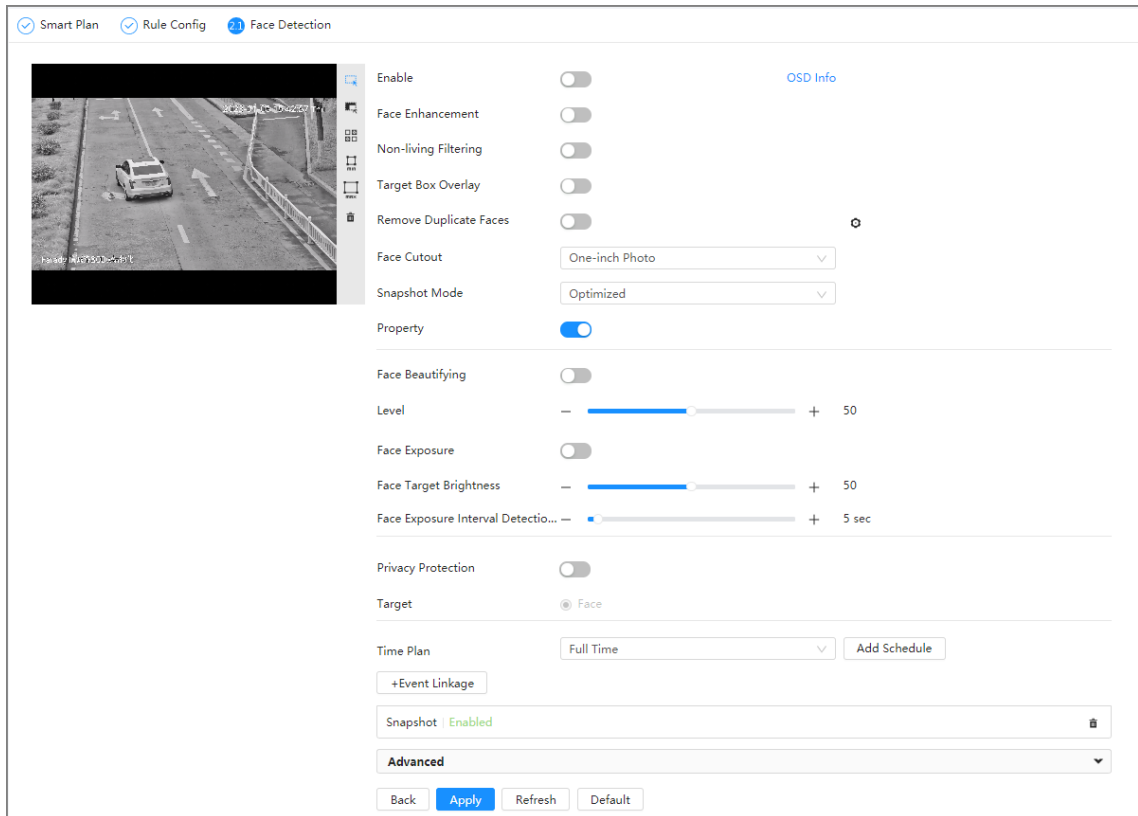 Smart Plan Rule Config 2.1 Face Detection
Enable OSD Info
Face Enhancement
Non-living Filtering
Target Box Overlay
Remove Duplicate Faces
Face Cutout One-inch Photo
Snapshot Mode Optimized
Property
Face Beautifying
Level − + 50
Face Exposure
Face Target Brightness − + 50
Face Exposure Interval Detectio... − + 5 sec
Privacy Protection
Target Face
Time Plan Full Time Add Schedule
+Event Linkage
Snapshot | Enabled
Advanced
Back Apply Refresh Default